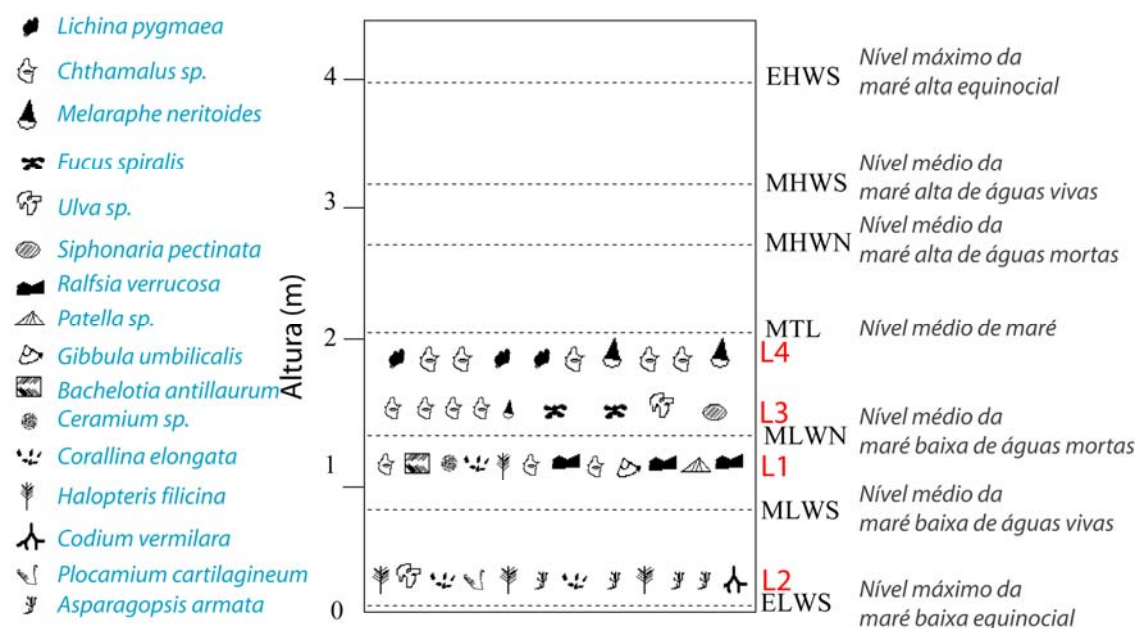 Lichina pygmaea
Chthamalus sp.
Melaraphe neritoides
Fucus spiralis
Ulva sp.
Siphonaria pectinata
Ralfsia verrucosa
Patella sp.
Gibbula umbilicalis
Bachelotia antillaurum
Ceramium sp.
Corallina elongata
Halopteris filicina
Codium vermilara
Plocamium cartilagineum
Asparagopsis armata
Altura (m)
4
3
2
1
0
EHWS
Nível máximo da
maré alta equinocial
MHWS
Nível médio da
maré alta de águas vivas
MHWN
Nível médio da
maré alta de águas mortas
MTL
Nível médio de maré
L4
L3
MLWN
Nível médio da
maré baixa de águas mortas
L1
MLWS
Nível médio da
maré baixa de águas vivas
L2
ELWS
Nível máximo da
maré baixa equinocial